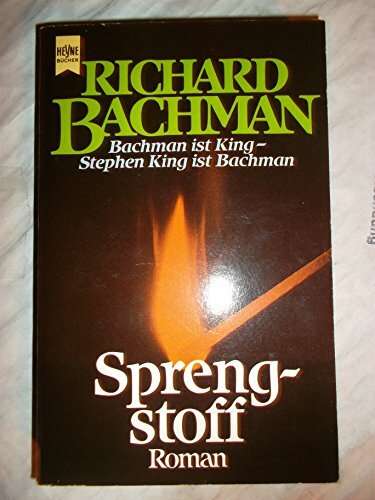 HEYNE
BÜCHER
RICHARD
BACHMAN
Bachman ist King –
Stephen King ist Bachman
Spreng-
stoff
Roman